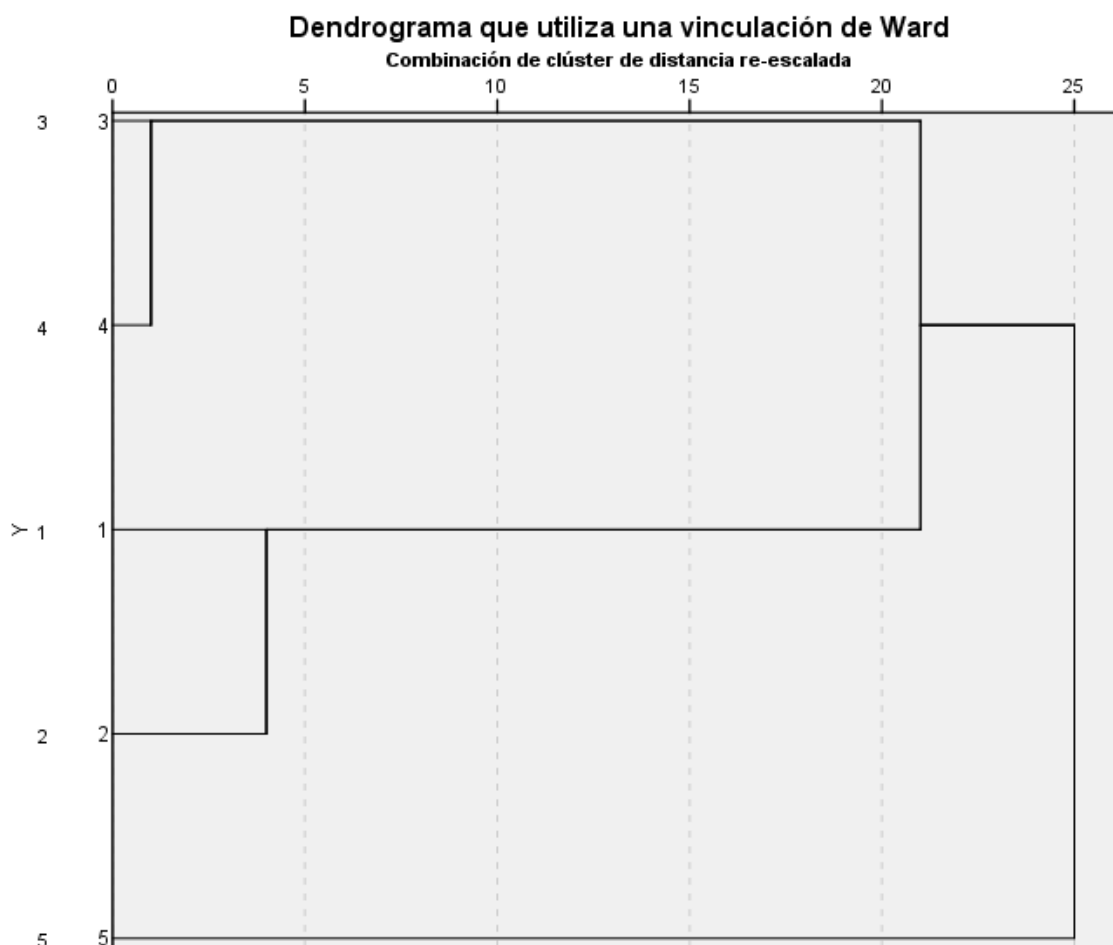 Dendrograma que utiliza una vinculación de Ward
Combinación de clúster de distancia re-escalada
0 5 10 15 20 25
3 3
4 4
Y
1 1
2 2
5 5